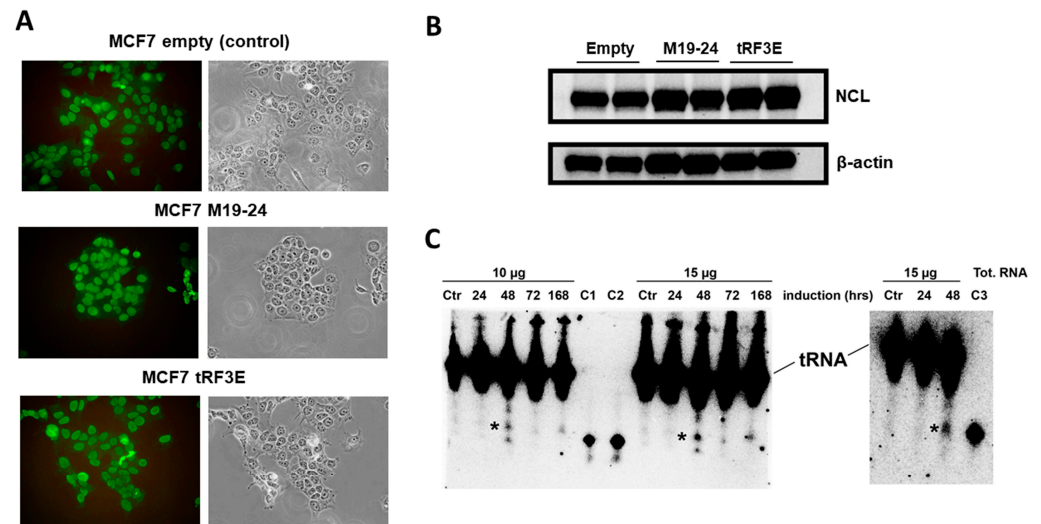 A
MCF7 empty (control)
MCF7 M19-24
MCF7 tRF3E
B
Empty M19-24 tRF3E
NCL
β-actin
C
10 µg 15 µg 15 µg Tot. RNA
Ctr 24 48 72 168 C1 C2 Ctr 24 48 72 168 induction (hrs) Ctr 24 48 C3
tRNA
* * *